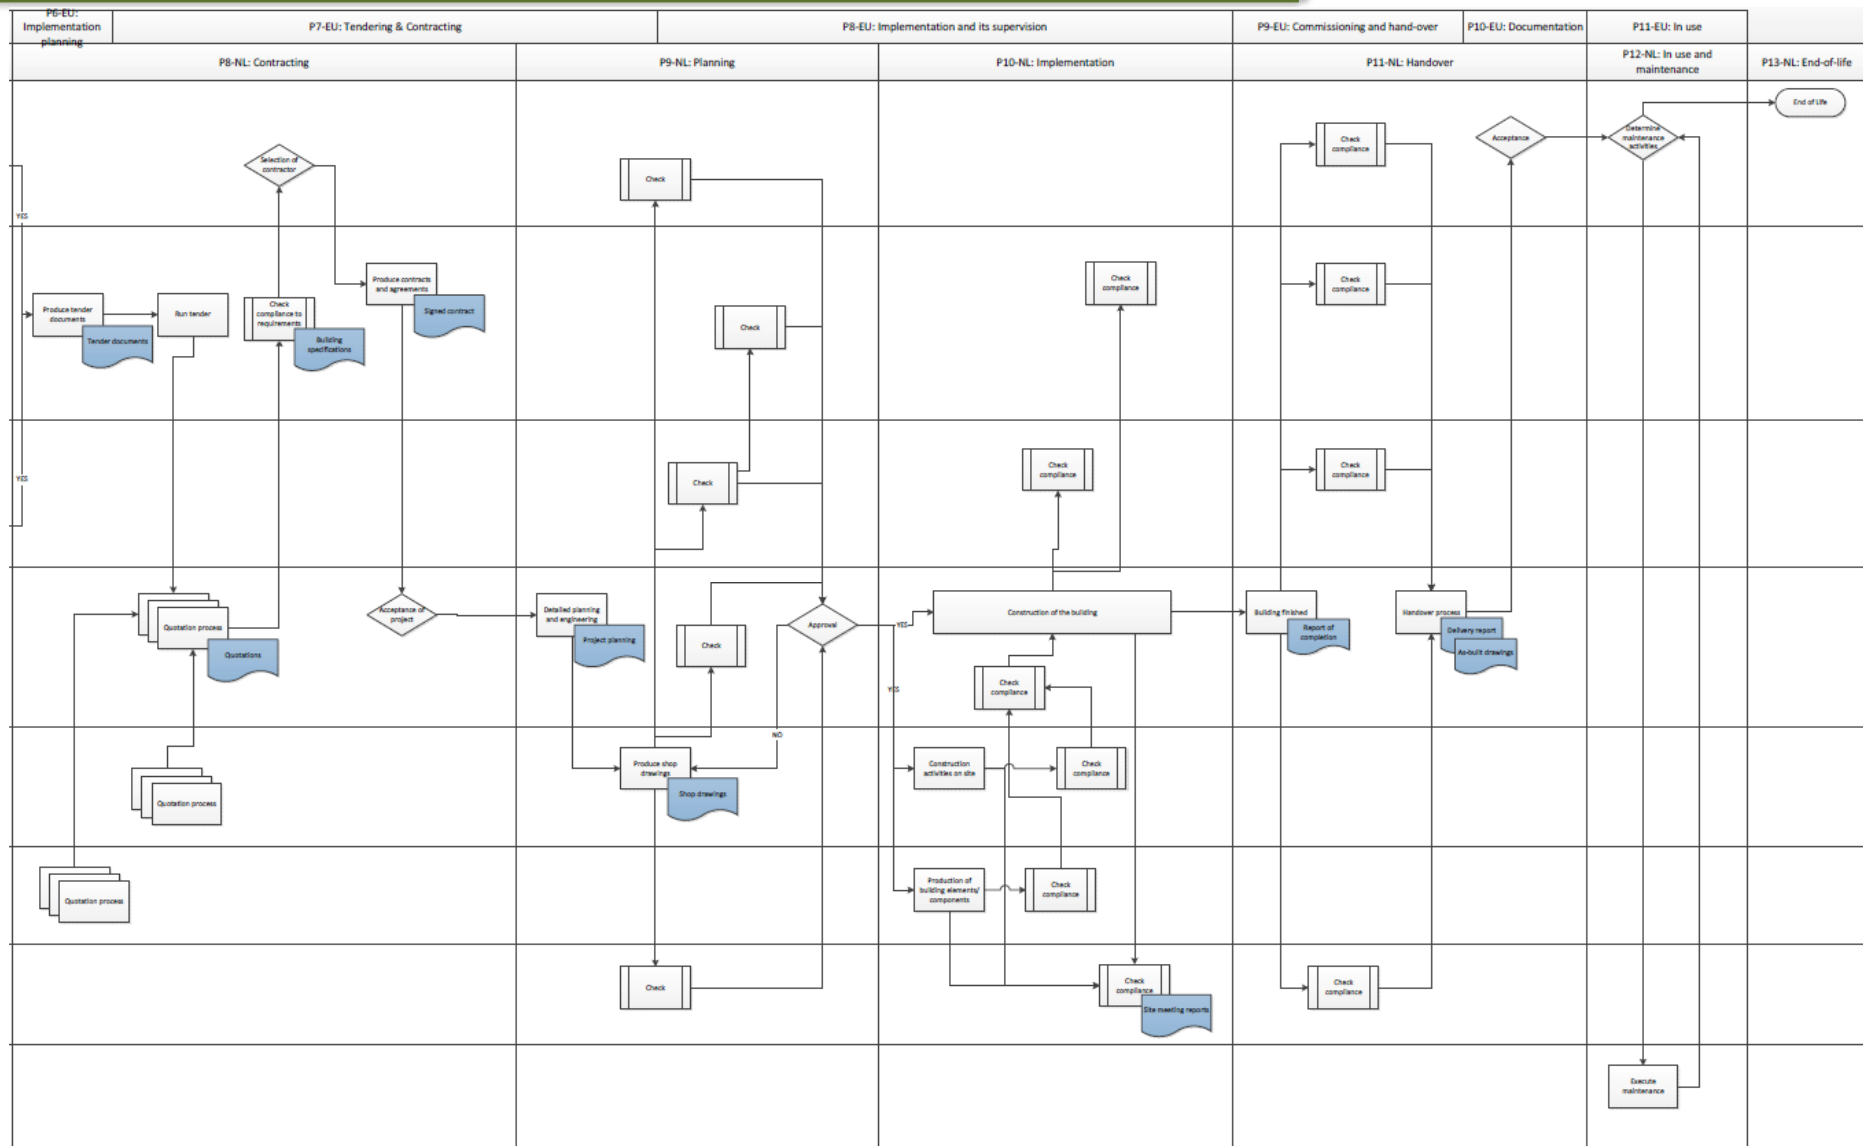 P6-EU:
Implementation
planning
P7-EU: Tendering & Contracting
P8-EU: Implementation and its supervision
P9-EU: Commissioning and hand-over
P10-EU: Documentation
P11-EU: In use
P8-NL: Contracting
P9-NL: Planning
P10-NL: Implementation
P11-NL: Handover
P12-NL: In use and
maintenance
P13-NL: End-of-life
End of Life
Selection of
contractor
Check
Check
compliance
Acceptance
Determine
maintenance
activities
YES
Produce tender
documents
Tender documents
Run tender
Check
compliance to
requirements
Building
specifications
Produce contracts
and agreements
Signed contract
Check
Check
compliance
Check
compliance
YES
Check
Check
compliance
Check
compliance
Quotation process
Quotations
Acceptance of
project
Detailed planning
and engineering
Project planning
Check
Approval
YES
Construction of the building
Building finished
Report of
completion
Handover process
Delivery report
As-built drawings
YES
Check
compliance
NO
Quotation process
Produce shop
drawings
Shop drawings
Construction
activities on site
Check
compliance
Quotation process
Production of
building elements/
components
Check
compliance
Check
Check
compliance
Site meeting reports
Check
compliance
Execute
maintenance